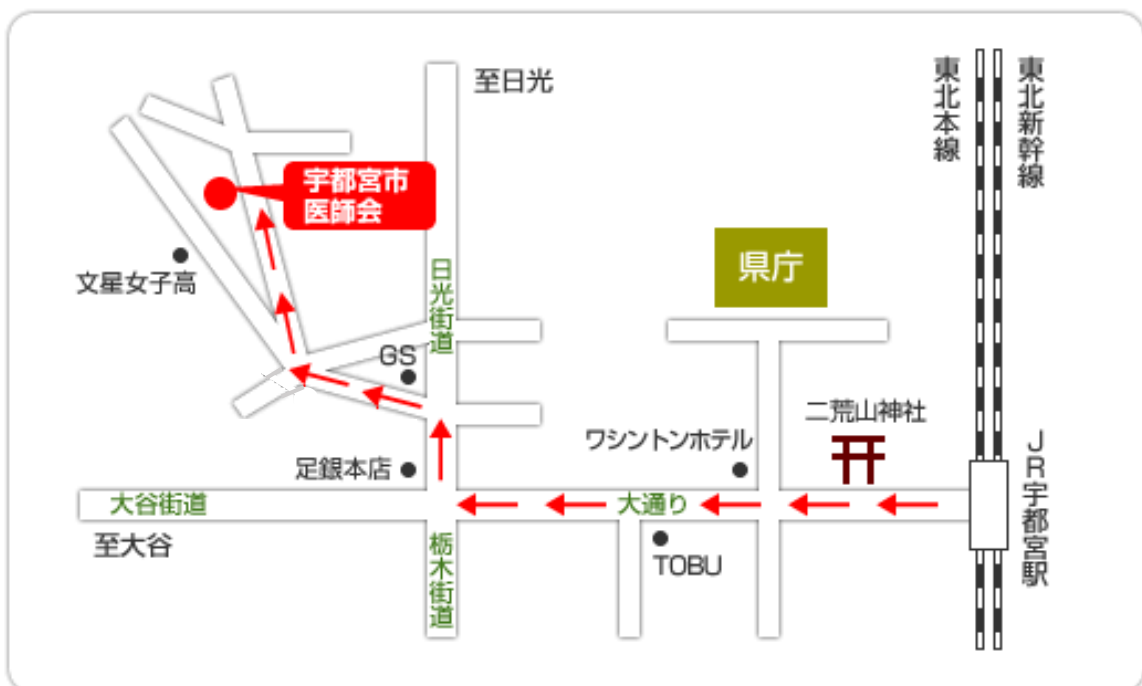 至日光
東北本線
東北新幹線
宇都宮市
医師会
文星女子高
日光街道
県庁
GS
二荒山神社
ワシントンホテル
足銀本店
JR宇都宮駅
大谷街道
大通り
至大谷
栃木街道
TOBU